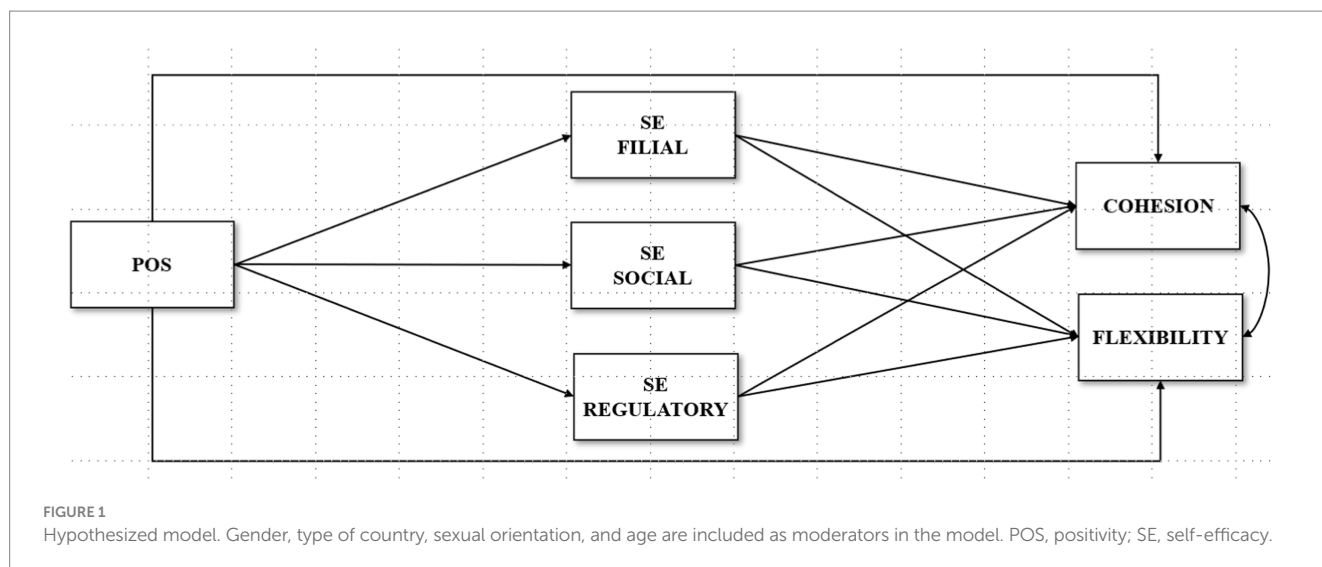 SE
FILIAL
COHESION
POS
SE
SOCIAL
FLEXIBILITY
SE
REGULATORY
FIGURE 1
Hypothesized model. Gender, type of country, sexual orientation, and age are included as moderators in the model. POS, positivity; SE, self-efficacy.